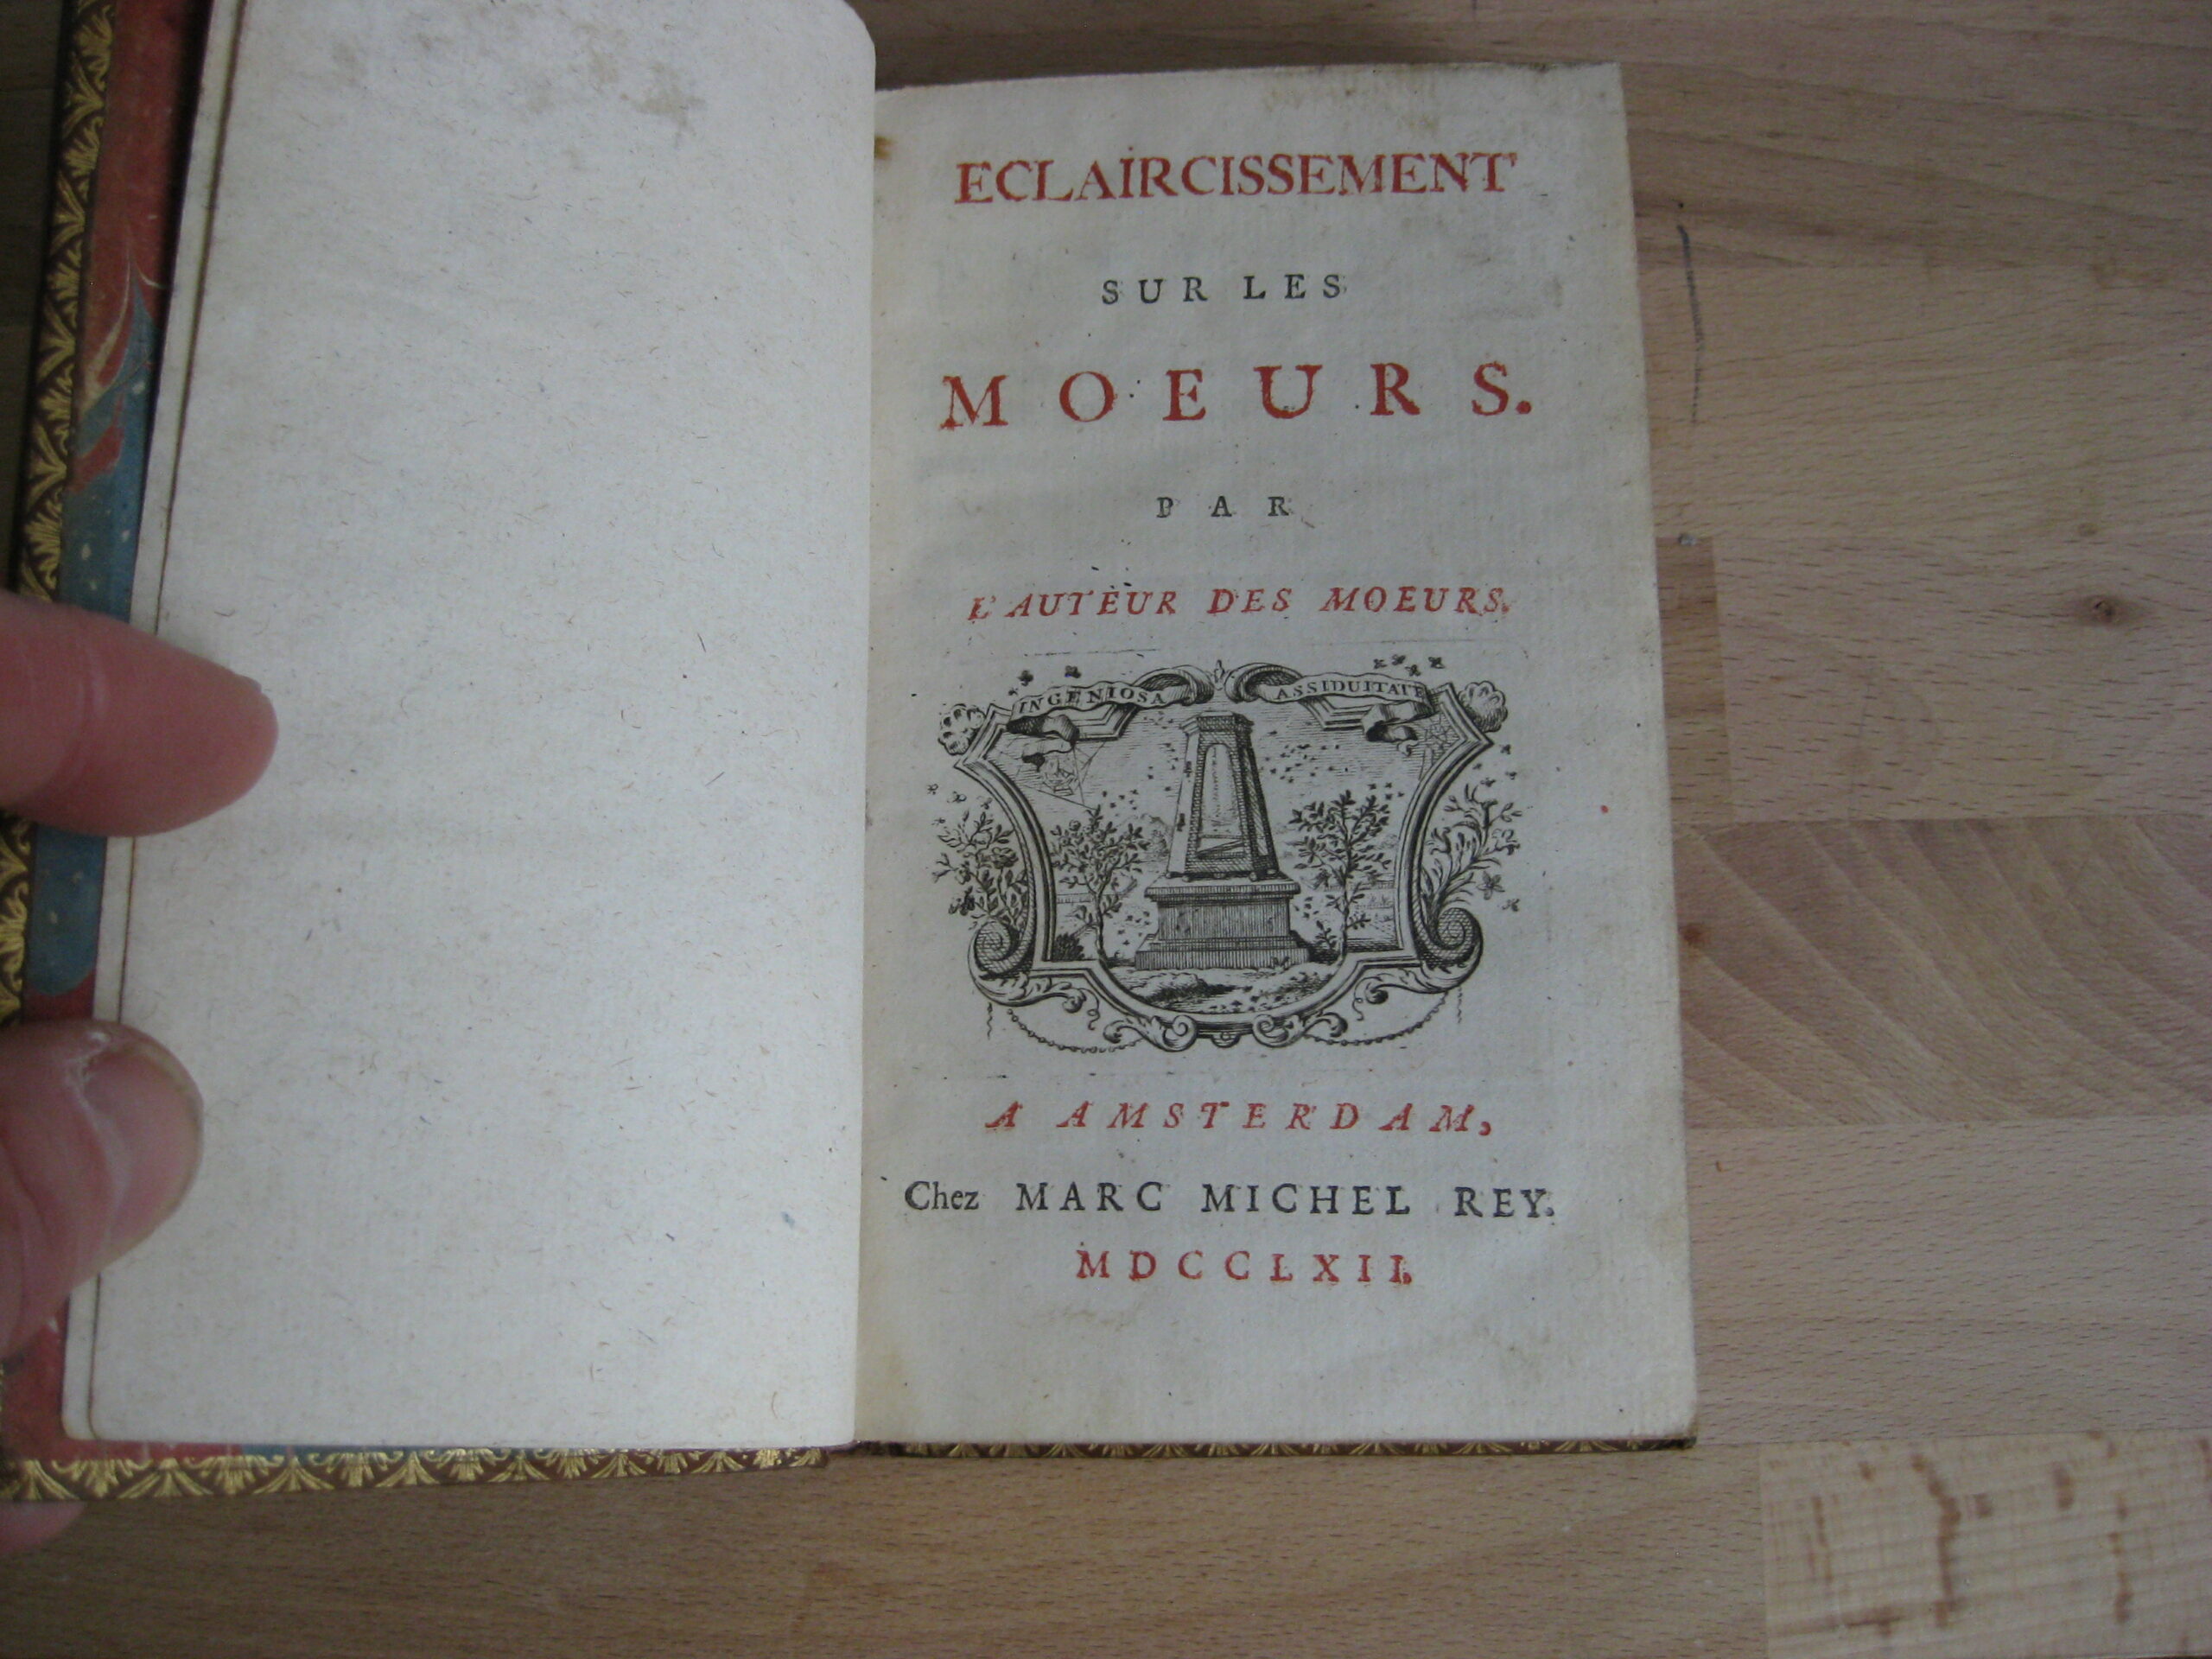 ECLAIRCISSEMENT
SUR LES
MOEURS.
PAR
L'AUTEUR DES MOEURS.
INGENIOSA ASSIDUITATE
A AMSTERDAM,
Chez MARC MICHEL REY.
MDCCLXII.